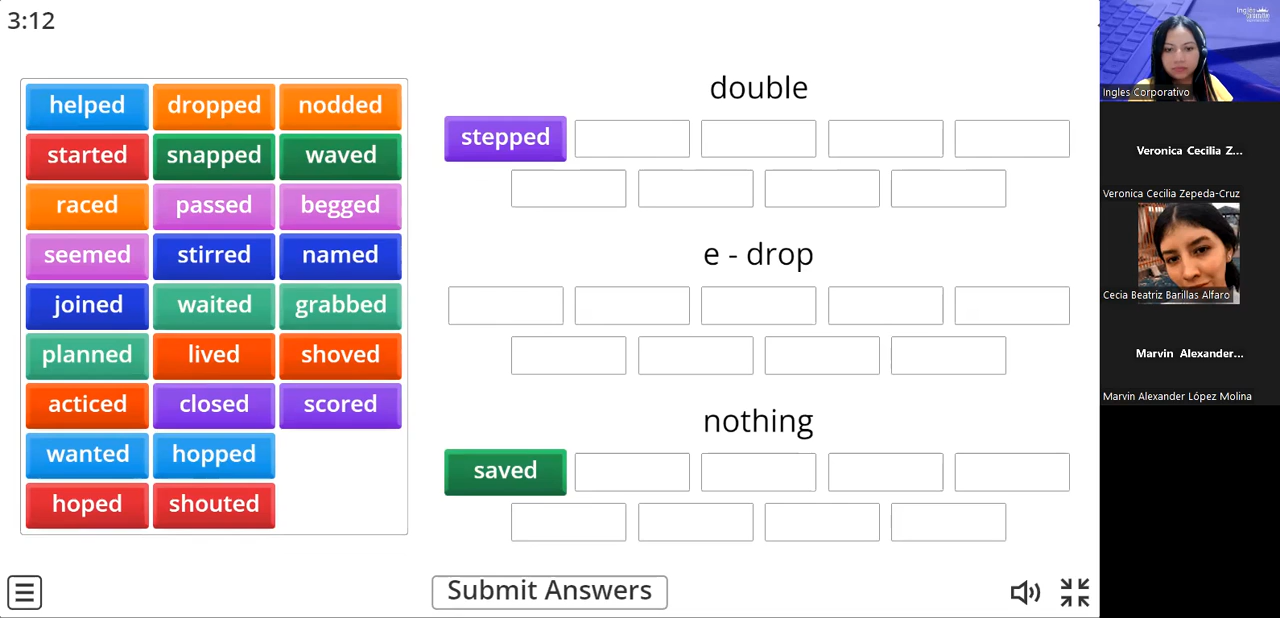 3:12
helped dropped nodded
started snapped waved
raced passed begged
seemed stirred named
joined waited grabbed
planned lived shoved
acticed closed scored
wanted hopped
hoped shouted
double
stepped
e - drop
nothing
saved
Submit Answers
Ingles Corporativo
Veronica Cecilia Z...
Veronica Cecilia Zepeda-Cruz
Cecia Beatriz Barillas Alfaro
Marvin Alexander...
Marvin Alexander López Molina